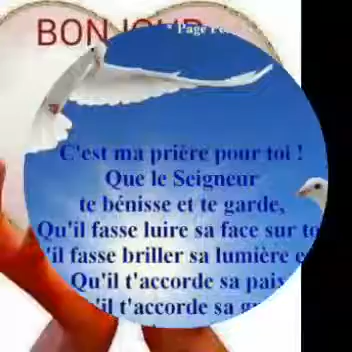 BONJOUR
* Page
C'est ma prière pour toi !
Que le Seigneur
te bénisse et te garde,
Qu'il fasse luire sa face sur
'il fasse briller sa lumière
Qu'il t'accorde sa paix
'il t'accorde sa